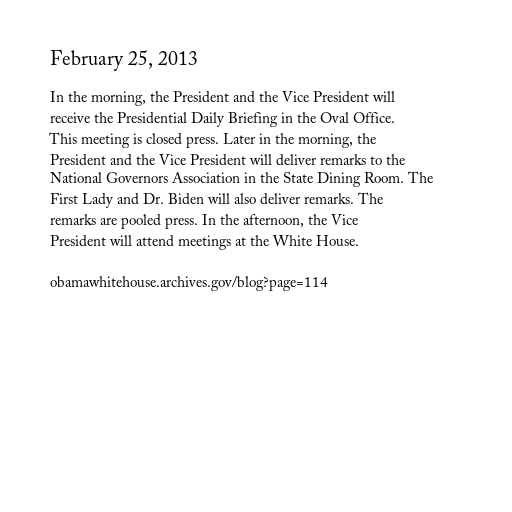 February 25, 2013
In the morning, the President and the Vice President will
receive the Presidential Daily Briefing in the Oval Office.
This meeting is closed press. Later in the morning, the
President and the Vice President will deliver remarks to the
National Governors Association in the State Dining Room. The
First Lady and Dr. Biden will also deliver remarks. The
remarks are pooled press. In the afternoon, the Vice
President will attend meetings at the White House.
obamawhitehouse.archives.gov/blog?page=114